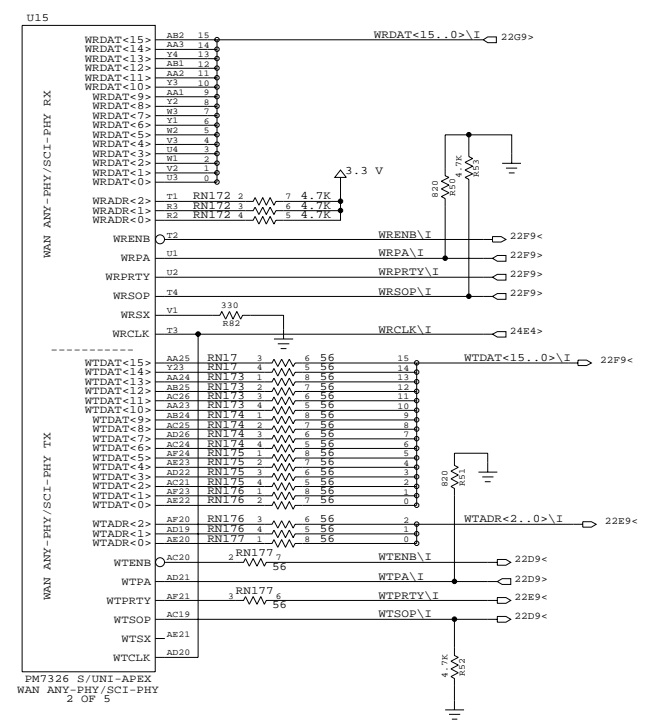 U15
WAN ANY-PHY/SCI-PHY RX
WRDAT<15> AB2 15 WRDAT<15..0>\I 22G9>
WRDAT<14> AA3 14
WRDAT<13> Y4 13
WRDAT<12> AB1 12
WRDAT<11> AA2 11
WRDAT<10> Y3 10
WRDAT<9> AA1 9
WRDAT<8> Y2 8
WRDAT<7> W3 7
WRDAT<6> Y1 6
WRDAT<5> W2 5
WRDAT<4> V3 4
WRDAT<3> U4 3
WRDAT<2> W1 2
WRDAT<1> V2 1
WRDAT<0> U3 0
820 R50 4.7K R53
3.3 V
WRADR<2> T1 RN172 2 7 4.7K
WRADR<1> R3 RN172 3 6 4.7K
WRADR<0> R2 RN172 4 5 4.7K
WRENB T2 WRENB\I 22F9<
WRPA U1 WRPA\I 22F9>
WRPRTY U2 WRPRTY\I 22F9>
WRSOP T4 WRSOP\I 22F9>
WRSX V1 330 R82
WRCLK T3 WRCLK\I 24E4>
WAN ANY-PHY/SCI-PHY TX
WTDAT<15> AA25 RN17 3 6 56 15 WTDAT<15..0>\I 22F9<
WTDAT<14> Y23 RN17 4 5 56 14
WTDAT<13> AA24 RN173 1 8 56 13
WTDAT<12> AB25 RN173 2 7 56 12
WTDAT<11> AC26 RN173 3 6 56 11
WTDAT<10> AA23 RN173 4 5 56 10
WTDAT<9> AB24 RN174 1 8 56 9
WTDAT<8> AC25 RN174 2 7 56 8
WTDAT<7> AD26 RN174 3 6 56 7
WTDAT<6> AC24 RN174 4 5 56 6
WTDAT<5> AF24 RN175 1 8 56 5
WTDAT<4> AE23 RN175 2 7 56 4
WTDAT<3> AD22 RN175 3 6 56 3
WTDAT<2> AC21 RN175 4 5 56 2
WTDAT<1> AF23 RN176 1 8 56 1
WTDAT<0> AE22 RN176 2 7 56 0
820 R51
WTADR<2> AF20 RN176 3 6 56 2 WTADR<2..0>\I 22E9<
WTADR<1> AD19 RN176 4 5 56 1
WTADR<0> AE20 RN177 1 8 56 0
WTENB AC20 2 RN177 7 56 WTENB\I 22D9<
WTPA AD21 WTPA\I 22D9>
WTPRTY AF21 3 RN177 6 56 WTPRTY\I 22E9<
WTSOP AC19 WTSOP\I 22D9<
WTSX AE21
WTCLK AD20
4.7K R52
PM7326 S/UNI-APEX
WAN ANY-PHY/SCI-PHY
2 OF 5